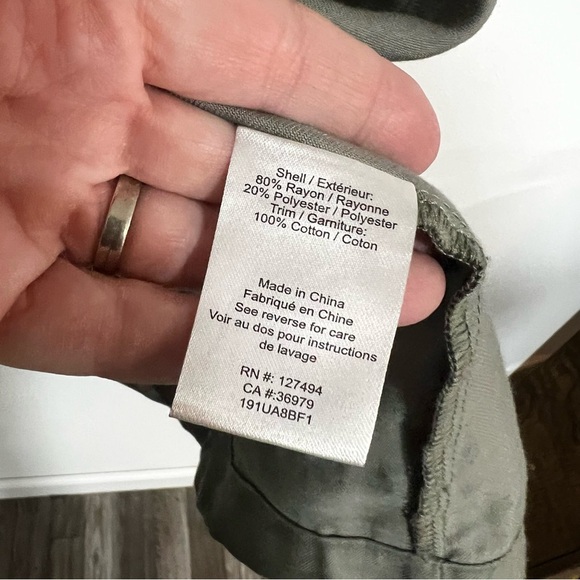 Shell / Extérieur:
80% Rayon / Rayonne
20% Polyester / Polyester
Trim / Garniture:
100% Cotton / Coton
Made in China
Fabriqué en Chine
See reverse for care
Voir au dos pour instructions
de lavage
RN #: 127494
CA #:36979
191UA8BF1